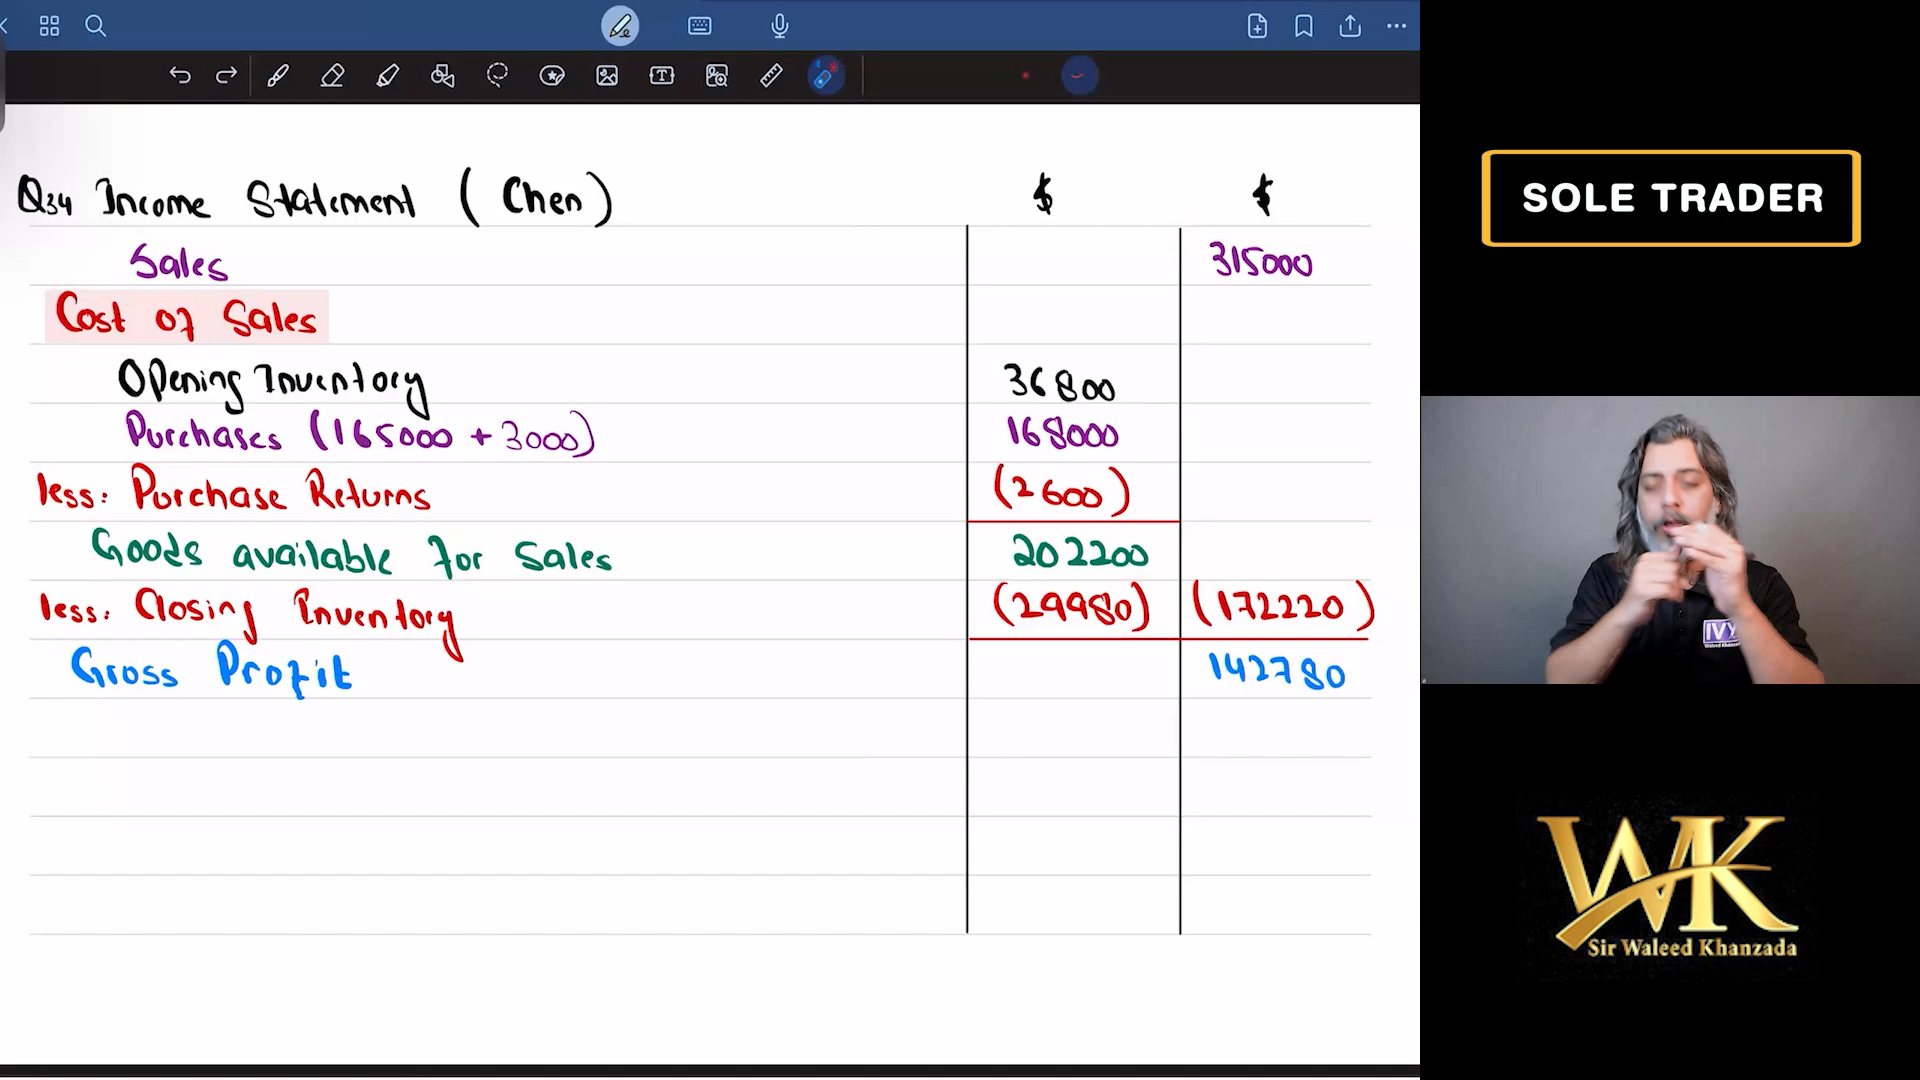 Q34 Income Statement (Chen) $ $
Sales 315000
Cost of Sales
Opening Inventory 36800
Purchases (165000 + 3000) 168000
less: Purchase Returns (2600)
Goods available for Sales 202200
less: Closing Inventory (29980) (172220)
Gross Profit 142780
SOLE TRADER
IVY
WK
Sir Waleed Khanzada